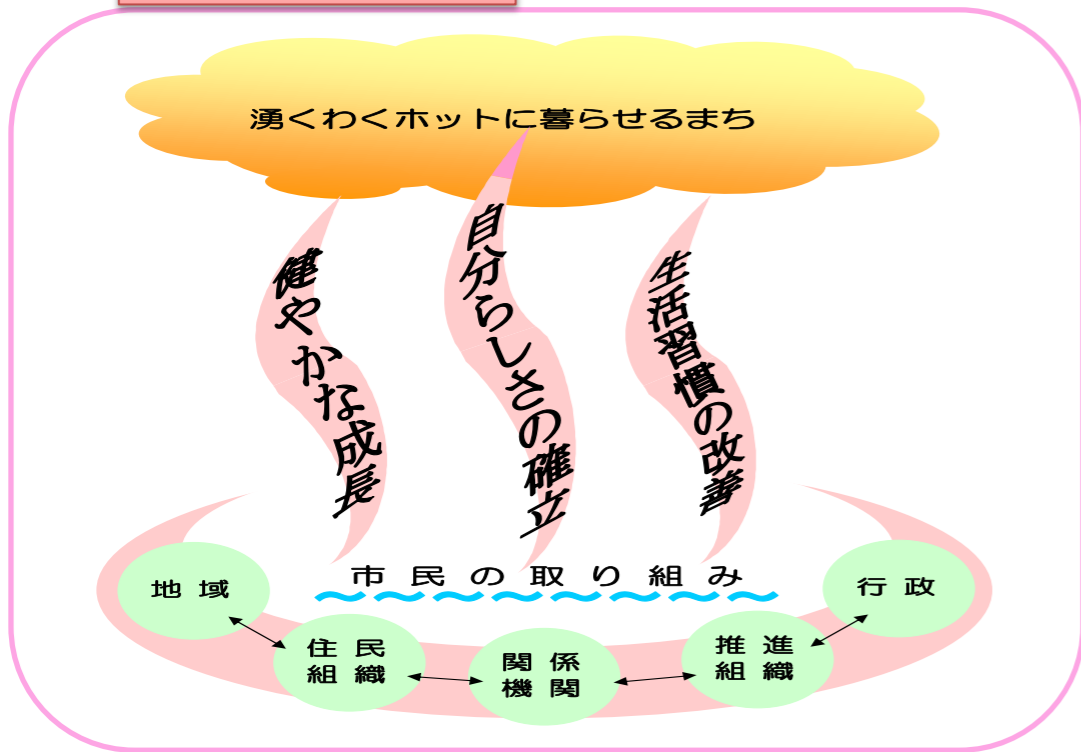 湧くわくホットに暮らせるまち
健やかな成長
自分らしさの確立
生活習慣の改善
市民の取り組み
地域
住民
組織
関係
機関
推進
組織
行政